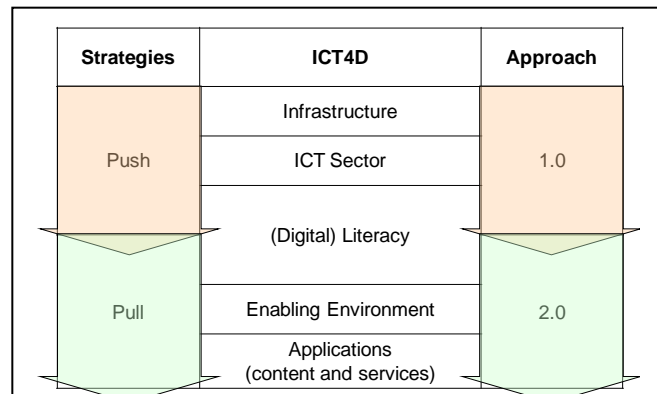 Strategies ICT4D Approach
Infrastructure
Push ICT Sector 1.0
(Digital) Literacy
Pull Enabling Environment 2.0
Applications
(content and services)